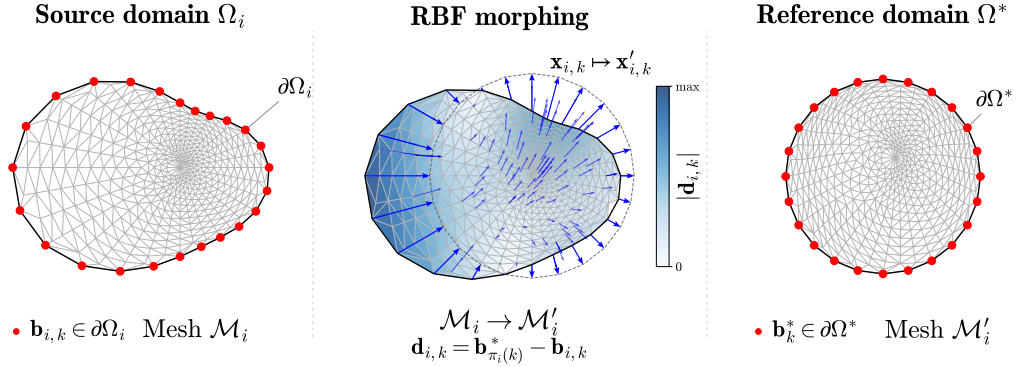 Source domain Ω_i
RBF morphing
Reference domain Ω*
∂Ω_i
x_{i,k} ↦ x′_{i,k}
max
|d_{i,k}|
0
∂Ω*
b_{i,k} ∈ ∂Ω_i Mesh M_i
M_i → M′_i
d_{i,k} = b*_{π_i(k)} − b_{i,k}
b*_k ∈ ∂Ω* Mesh M′_i